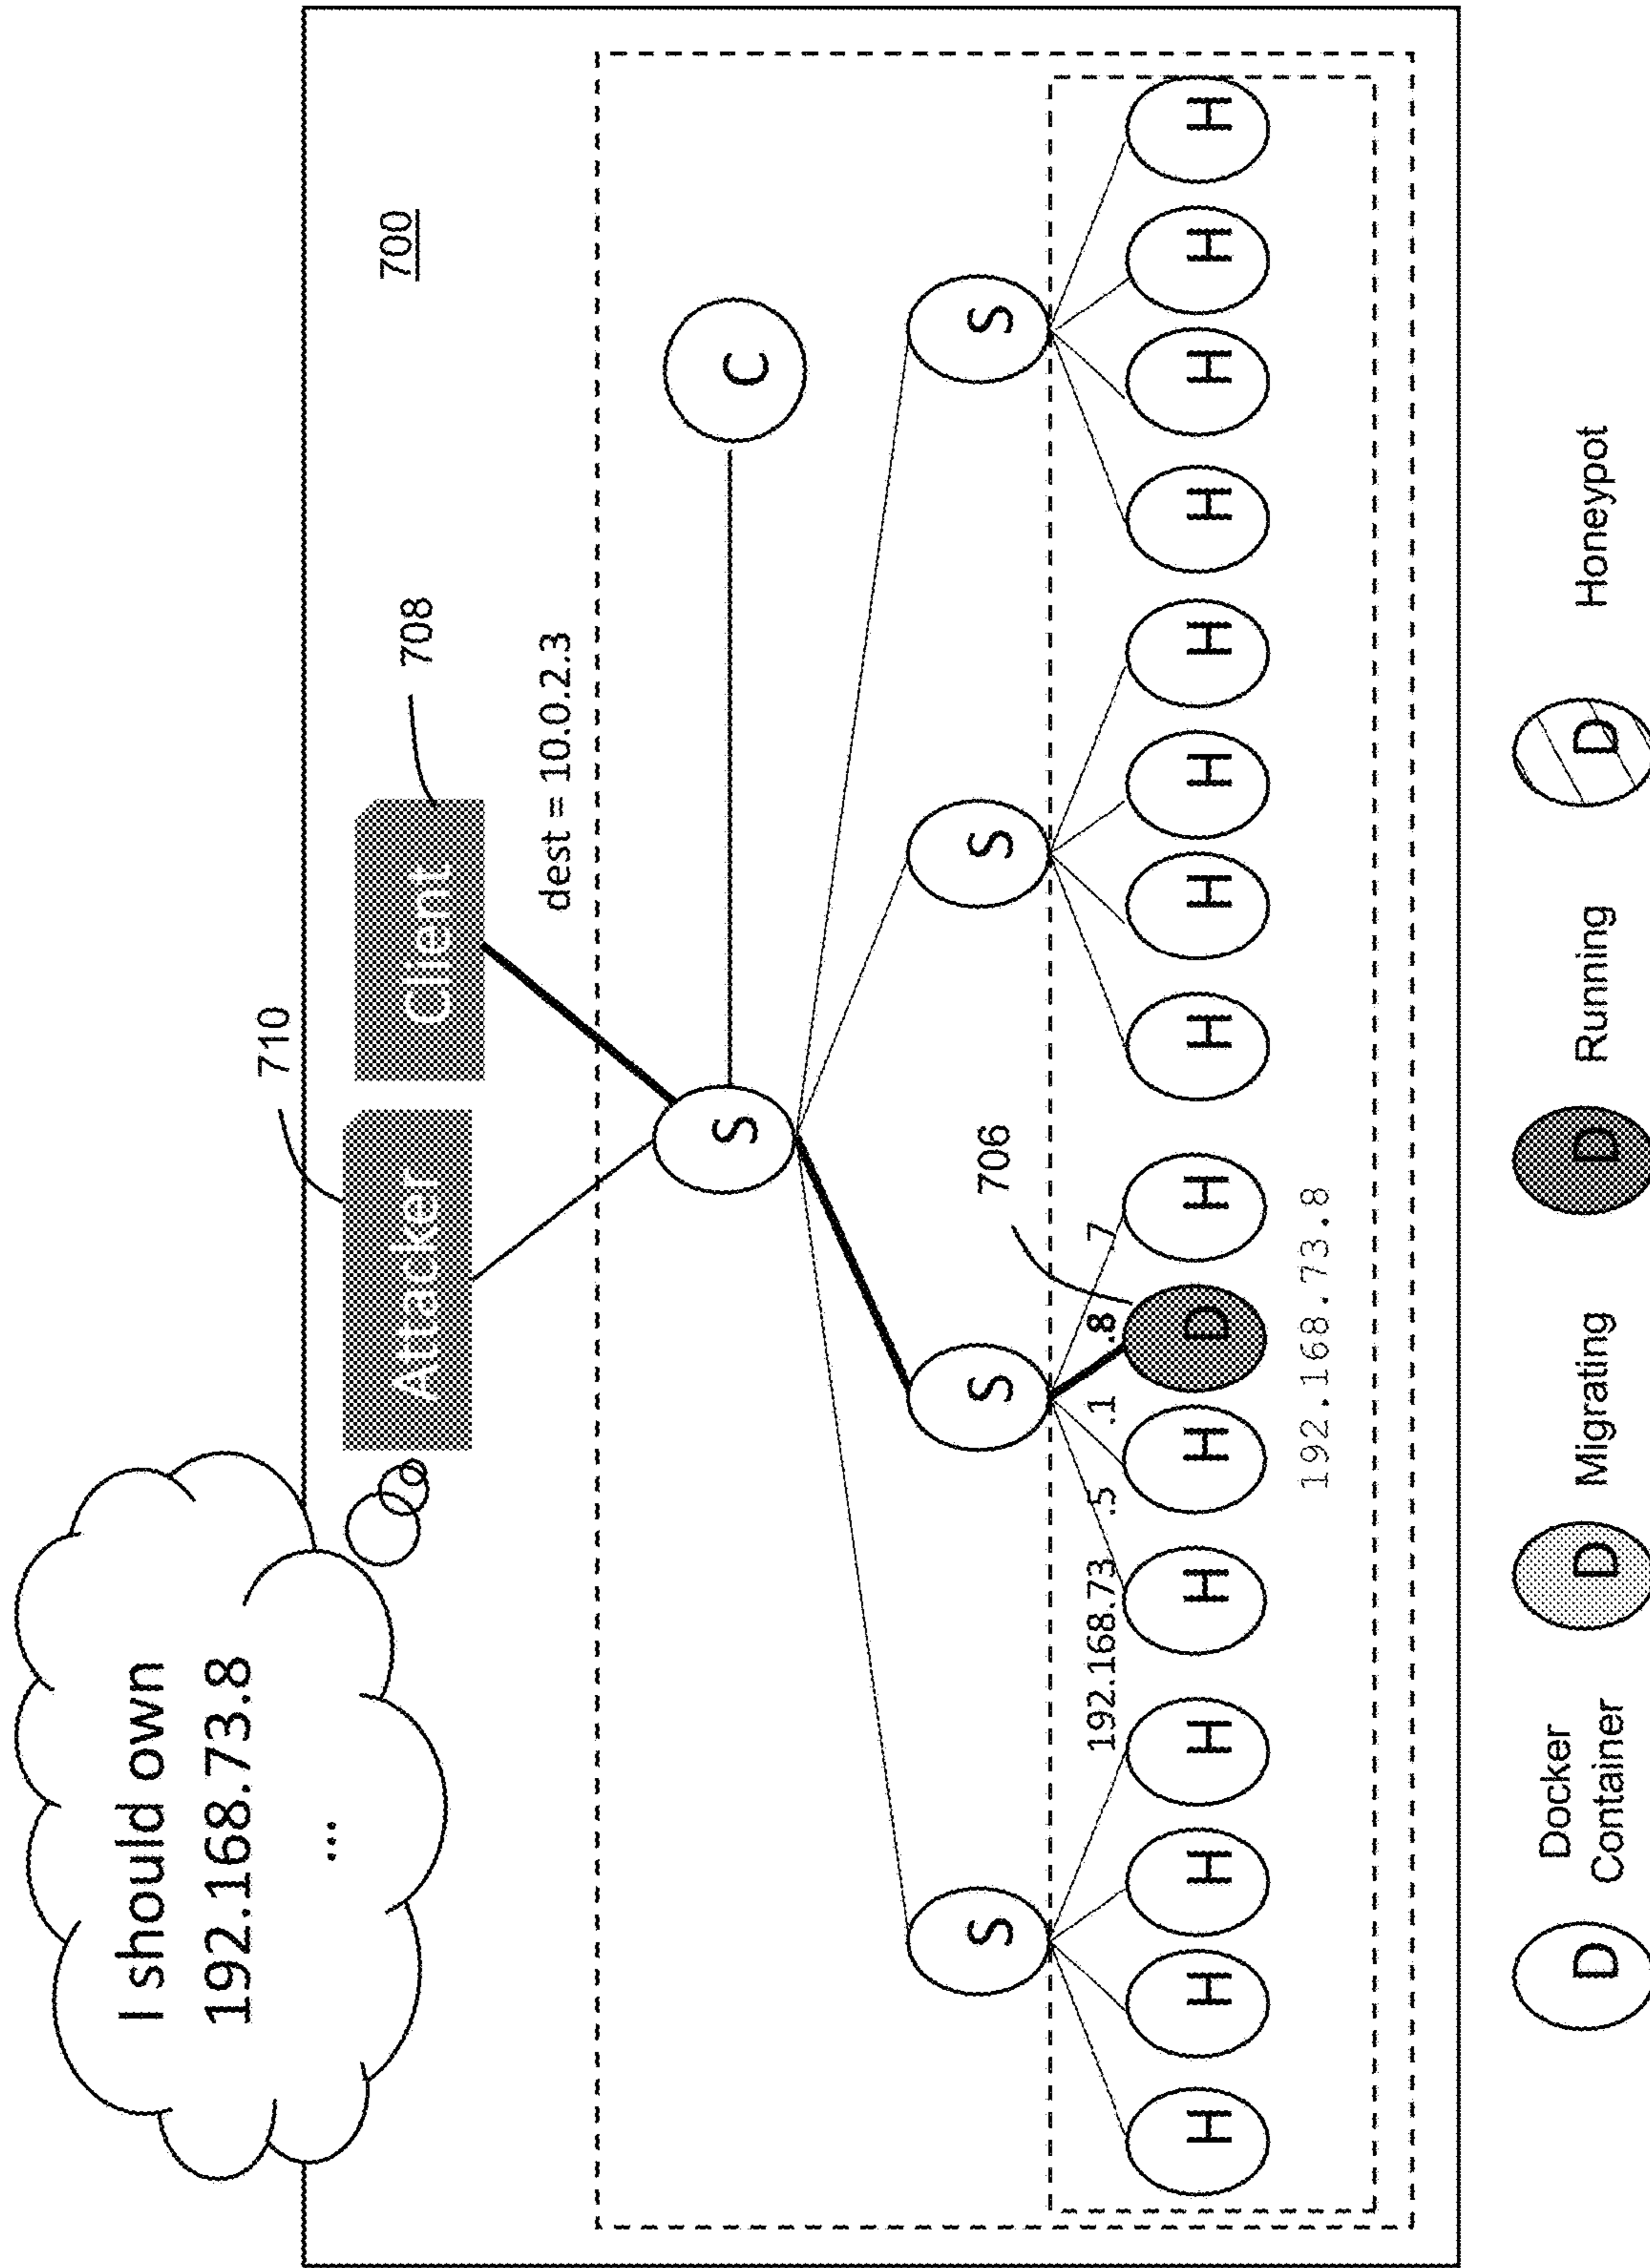 I should own
192.168.73.8
...
710
708
700
Attacker
Client
dest = 10.0.2.3
S C
S S S S
706
192.168.73 .5 .1 .8 .7
H H H H H H D H H H H H H H H H
192.168.73.8
D Docker
Container
D Migrating
D Running
D Honeypot